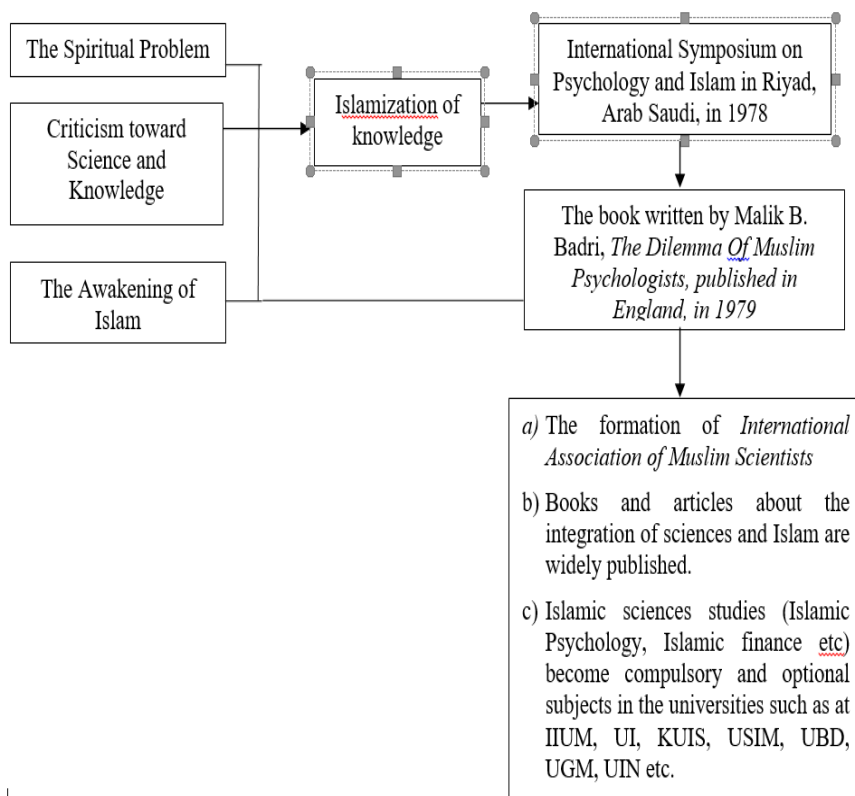 The Spiritual Problem
Criticism toward
Science and
Knowledge
The Awakening of
Islam
Islamization of
knowledge
International Symposium on
Psychology and Islam in Riyad,
Arab Saudi, in 1978
The book written by Malik B.
Badri, The Dilemma Of Muslim
Psychologists, published in
England, in 1979
a) The formation of International
Association of Muslim Scientists
b) Books and articles about the
integration of sciences and Islam are
widely published.
c) Islamic sciences studies (Islamic
Psychology, Islamic finance etc)
become compulsory and optional
subjects in the universities such as at
IIUM, UI, KUIS, USIM, UBD,
UGM, UIN etc.